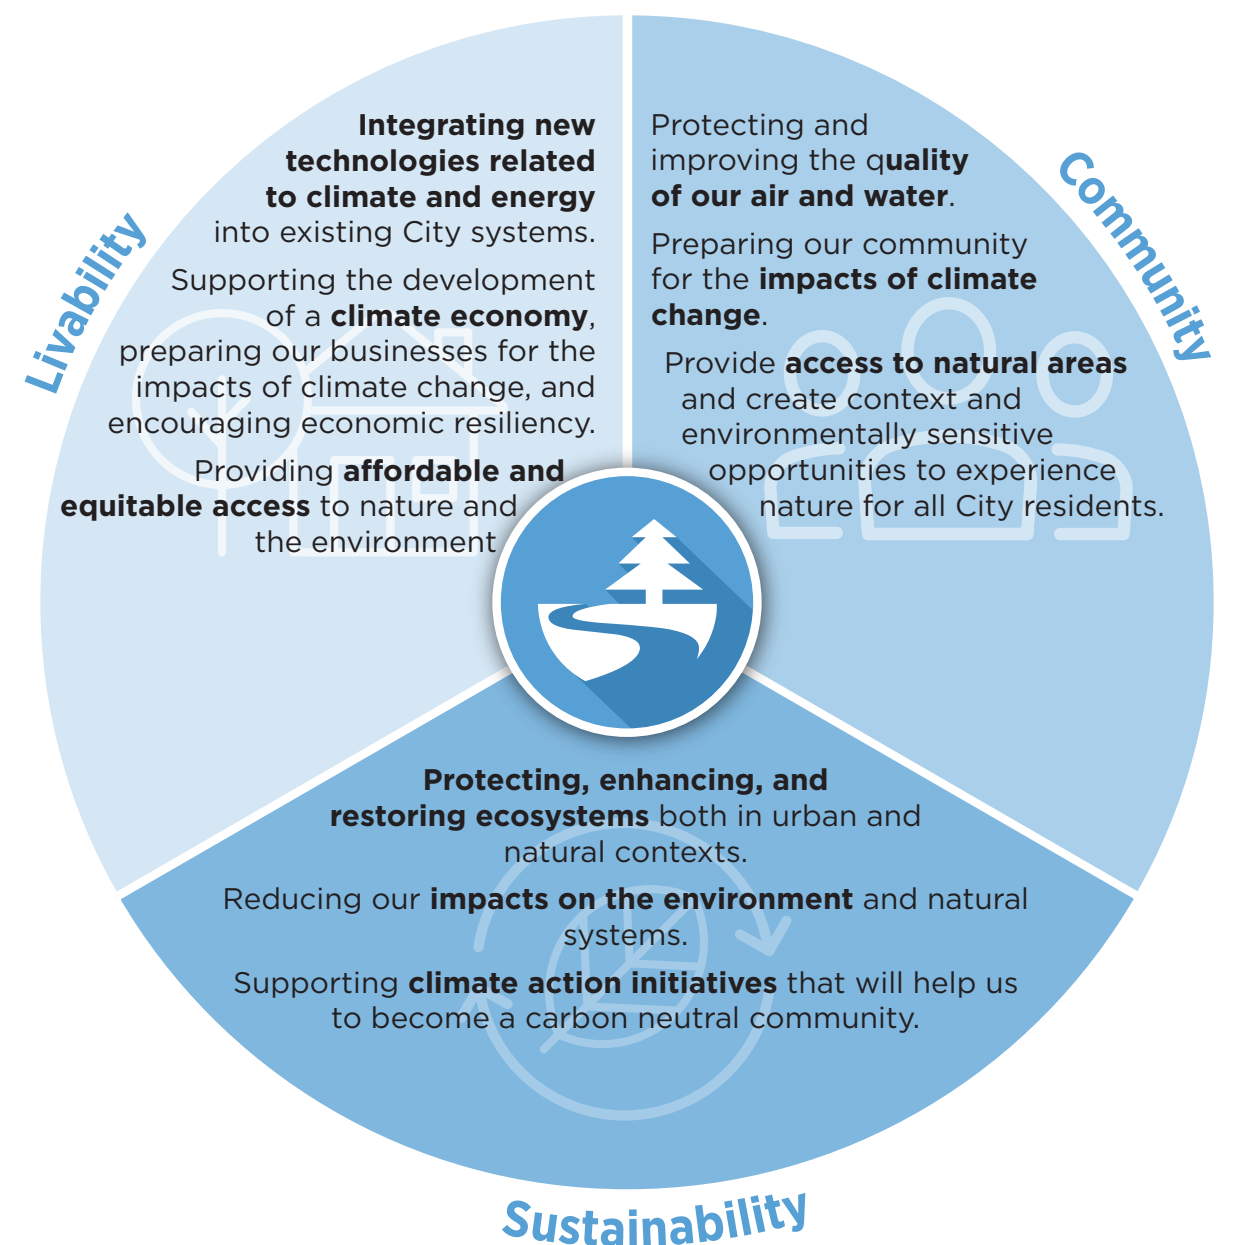 Livability
Integrating new
technologies related
to climate and energy
into existing City systems.
Supporting the development
of a climate economy,
preparing our businesses for the
impacts of climate change, and
encouraging economic resiliency.
Providing affordable and
equitable access to nature and
the environment
Community
Protecting and
improving the quality
of our air and water.
Preparing our community
for the impacts of climate
change.
Provide access to natural areas
and create context and
environmentally sensitive
opportunities to experience
nature for all City residents.
Protecting, enhancing, and
restoring ecosystems both in urban and
natural contexts.
Reducing our impacts on the environment and natural
systems.
Supporting climate action initiatives that will help us
to become a carbon neutral community.
Sustainability